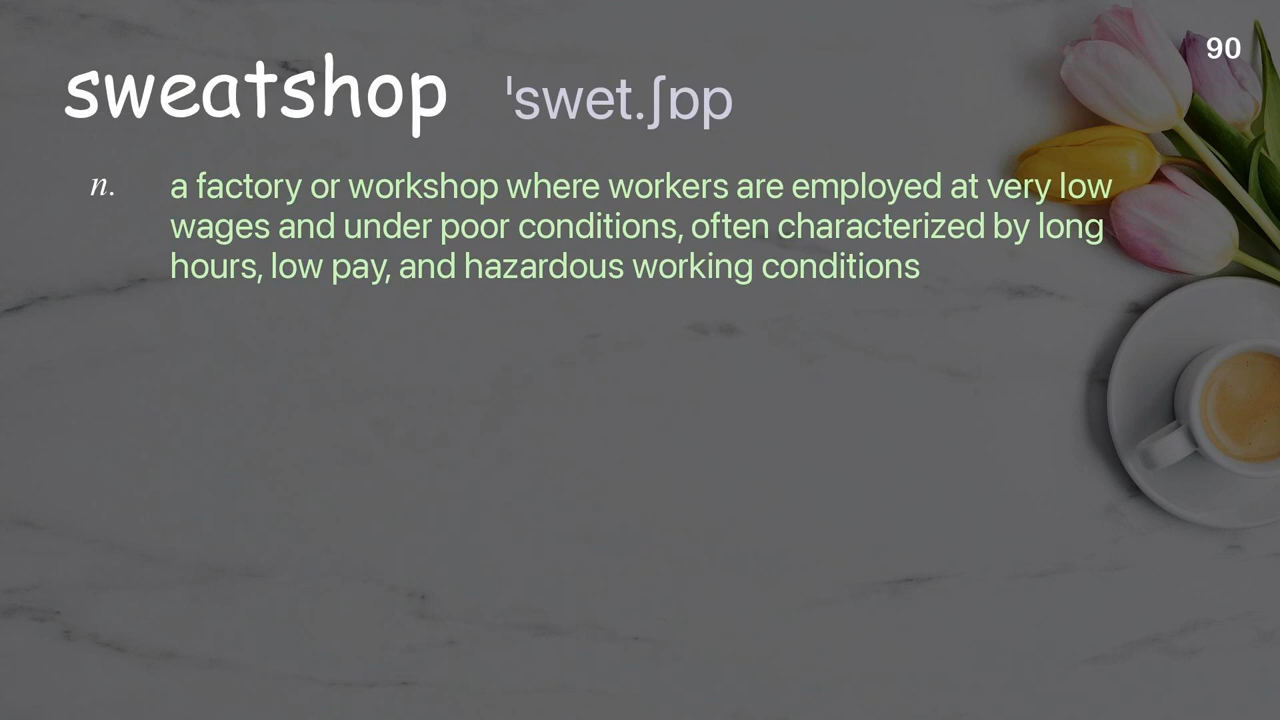 90
sweatshop ˈswet.ʃɒp
n. a factory or workshop where workers are employed at very low
wages and under poor conditions, often characterized by long
hours, low pay, and hazardous working conditions